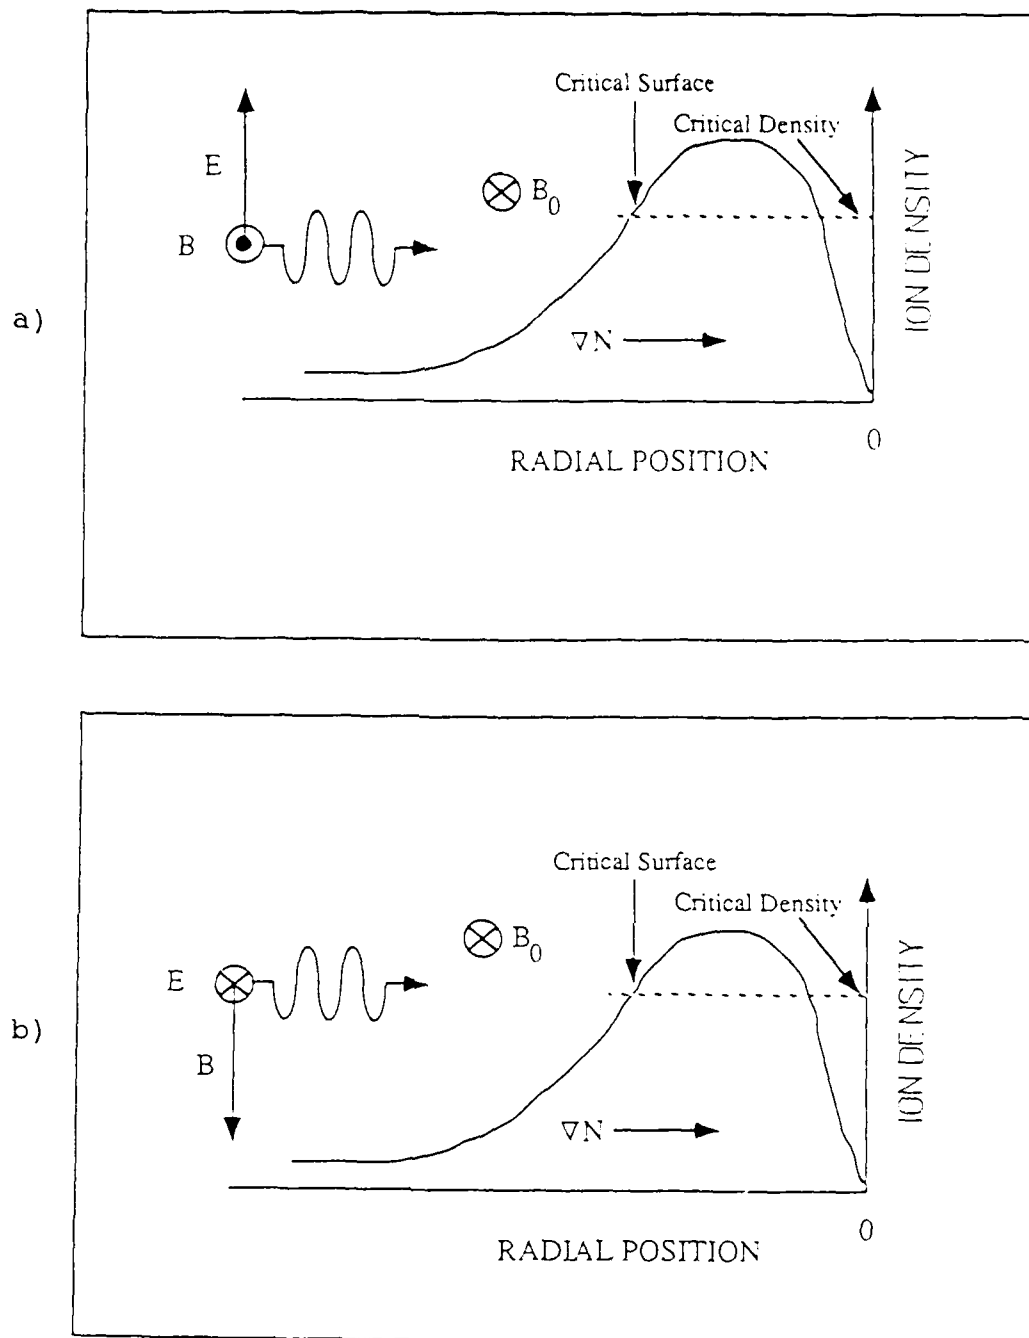 a)
Critical Surface
Critical Density
E
B
B₀
∇N
ION DENSITY
0
RADIAL POSITION
b)
Critical Surface
Critical Density
E
B₀
B
∇N
ION DENSITY
0
RADIAL POSITION